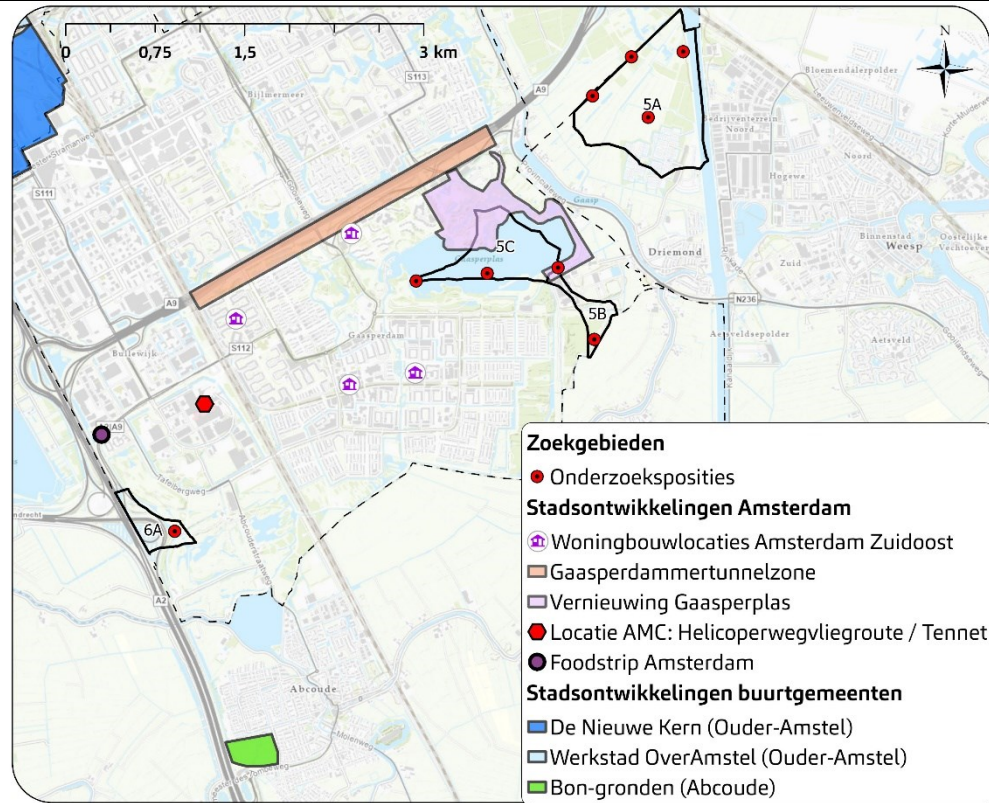 0 0,75 1,5 3 km
N
S113
A9
Bijlmermeer
Bloemendalerpolder
5A
Bedrijventerrein
Noord
Noord
Hogewa
S111
Gaasp
Binnenstad
Weesp
Driemond
Zuid
5C
Gaasperplas
N236
A9
5B
Aetsveldsepolder
Aetsveld
S112
Gaasperdam
Bullewijk
A9
Tafelbergweg
6A
Abcouderstraatweg
A2
Abcoude
Molenweg
Zoekgebieden
Onderzoeksposities
Stadsontwikkelingen Amsterdam
Woningbouwlocaties Amsterdam Zuidoost
Gaasperdammertunnelzone
Vernieuwing Gaasperplas
Locatie AMC: Helicoperwegvliegroute / Tennet
Foodstrip Amsterdam
Stadsontwikkelingen buurtgemeenten
De Nieuwe Kern (Ouder-Amstel)
Werkstad OverAmstel (Ouder-Amstel)
Bon-gronden (Abcoude)